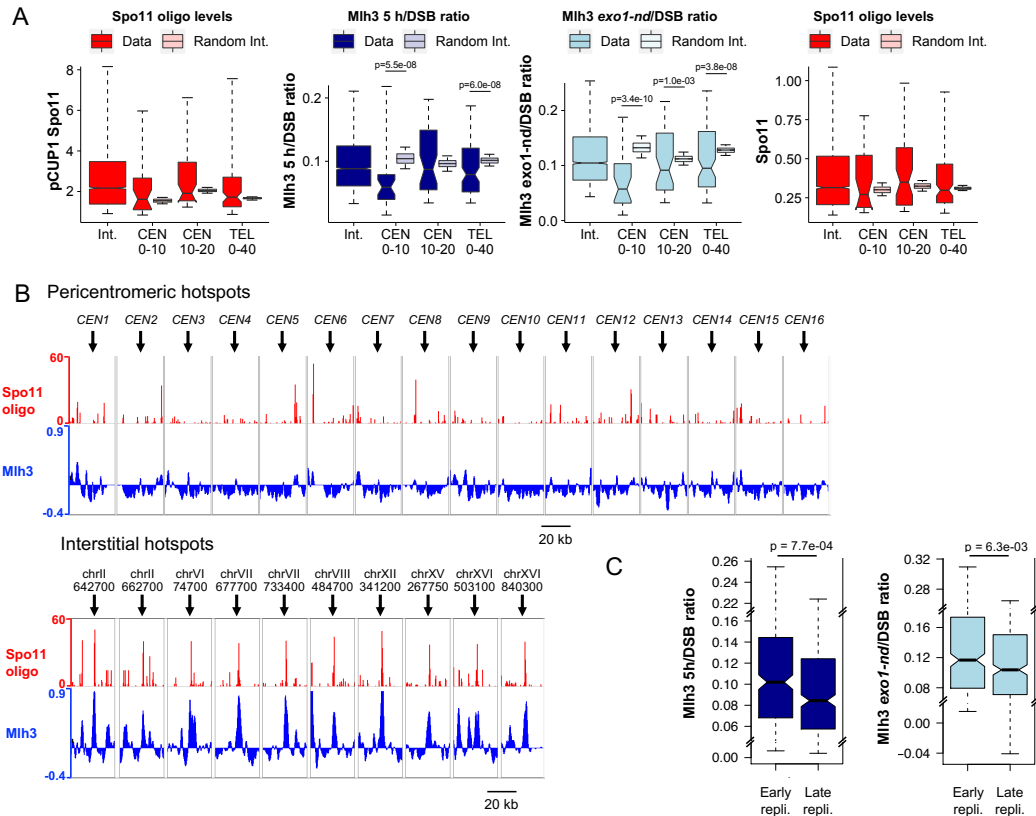 A
Spo11 oligo levels
Data Random Int.
pCUP1 Spo11
8
6
4
2
Int. CEN CEN TEL
0-10 10-20 0-40
Mlh3 5 h/DSB ratio
Data Random Int.
Mlh3 5 h/DSB ratio
0.2
0.1
0.0
p=5.5e-08
p=6.0e-08
Int. CEN CEN TEL
0-10 10-20 0-40
Mlh3 exo1-nd/DSB ratio
Data Random Int.
Mlh3 exo1-nd/DSB ratio
0.2
0.1
0.0
p=3.4e-10
p=1.0e-03
p=3.8e-08
Int. CEN CEN TEL
0-10 10-20 0-40
Spo11 oligo levels
Data Random Int.
Spo11
1.00
0.75
0.50
0.25
Int. CEN CEN TEL
0-10 10-20 0-40
B
Pericentromeric hotspots
CEN1 CEN2 CEN3 CEN4 CEN5 CEN6 CEN7 CEN8 CEN9 CEN10 CEN11 CEN12 CEN13 CEN14 CEN15 CEN16
60
Spo11
oligo
0
0.9
Mlh3
-0.4
20 kb
Interstitial hotspots
chrII chrII chrVI chrVII chrVII chrVIII chrXII chrXV chrXVI chrXVI
642700 662700 74700 677700 733400 484700 341200 267750 503100 840300
60
Spo11
oligo
0
0.9
Mlh3
-0.4
20 kb
C
p = 7.7e-04
Mlh3 5h/DSB ratio
0.26
0.24
0.22
0.16
0.14
0.12
0.10
0.08
0.06
0.00
Early Late
repli. repli.
p = 6.3e-03
Mlh3 exo1-nd/DSB ratio
0.32
0.28
0.24
0.16
0.12
0.08
0.00
−0.04
Early Late
repli. repli.